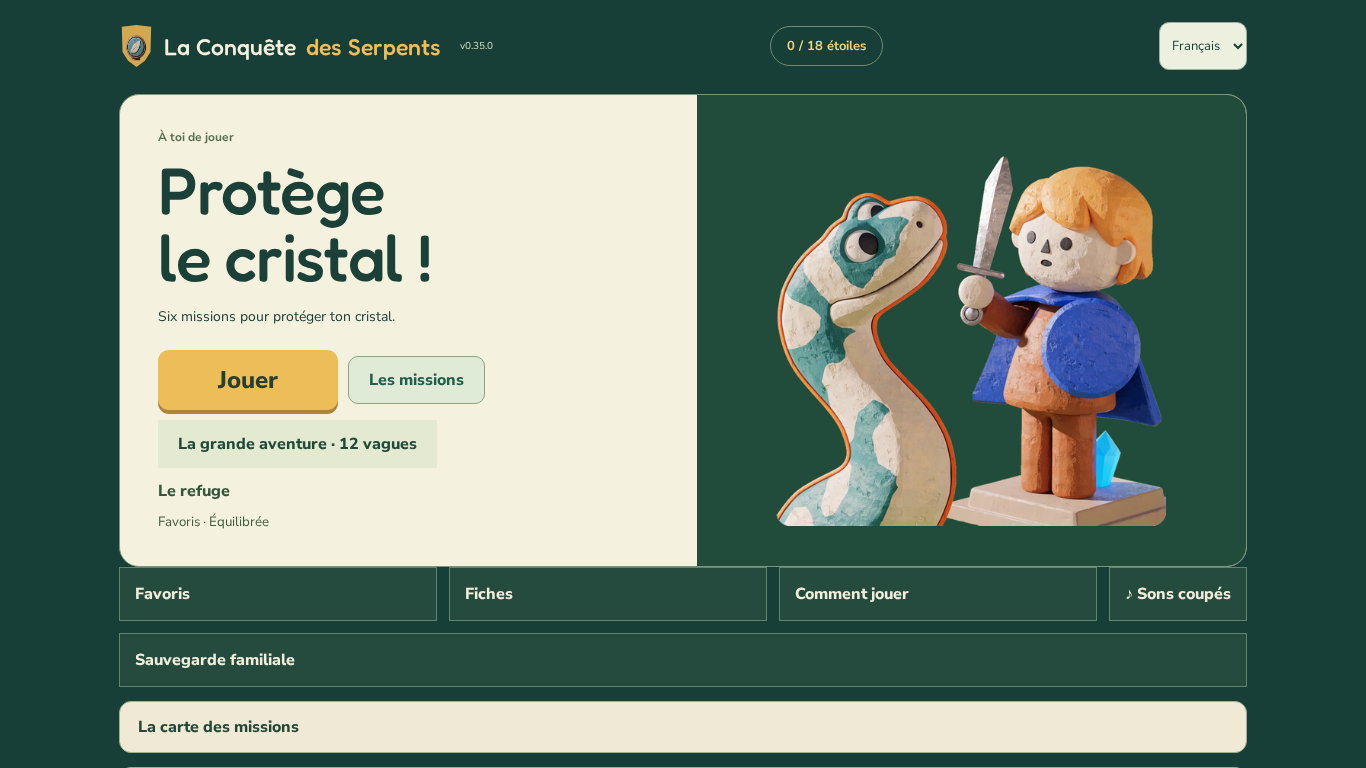 La Conquête des Serpents v0.35.0
0 / 18 étoiles
Français
À toi de jouer
Protège
le cristal !
Six missions pour protéger ton cristal.
Jouer
Les missions
La grande aventure · 12 vagues
Le refuge
Favoris · Équilibrée
Favoris
Fiches
Comment jouer
♪ Sons coupés
Sauvegarde familiale
La carte des missions